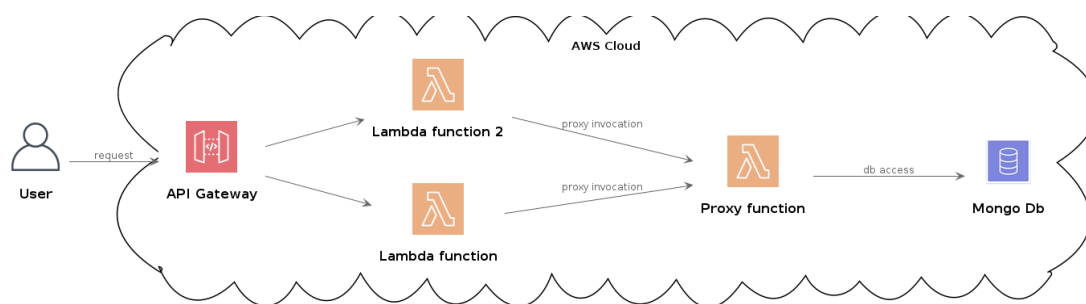 AWS Cloud
Lambda function 2
proxy invocation
request
User
API Gateway
proxy invocation
db access
Proxy function
Mongo Db
Lambda function